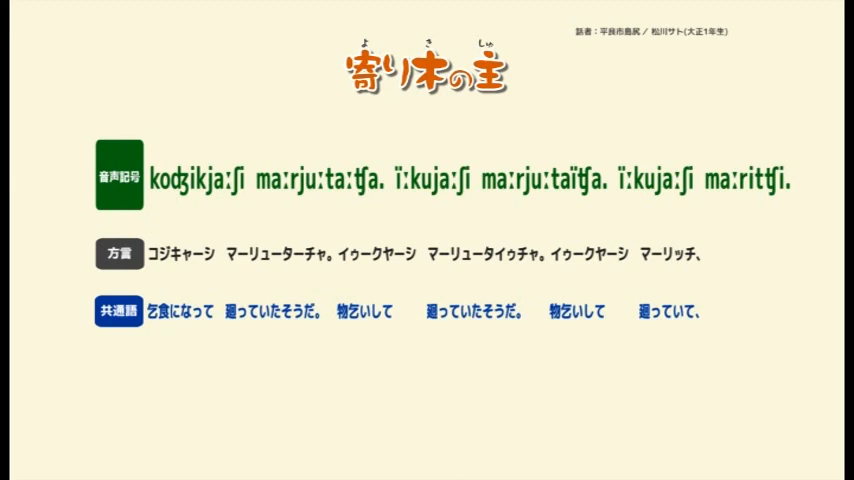 話者：平良市島尻 / 松川サト(大正1年生)
よ さ しゅ
寄り木の主
音声記号 koʤikjaːʃi maːrjuːtaːʧa. ïːkujaːʃi maːrjuːtaïʧa. ïːkujaːʃi maːritʧi.
方言 コジキャーシ マーリューターチャ。イゥークヤーシ マーリュータイゥチャ。イゥークヤーシ マーリッチ、
共通語 乞食になって 廻っていたそうだ。 物乞いして 廻っていたそうだ。 物乞いして 廻っていて、